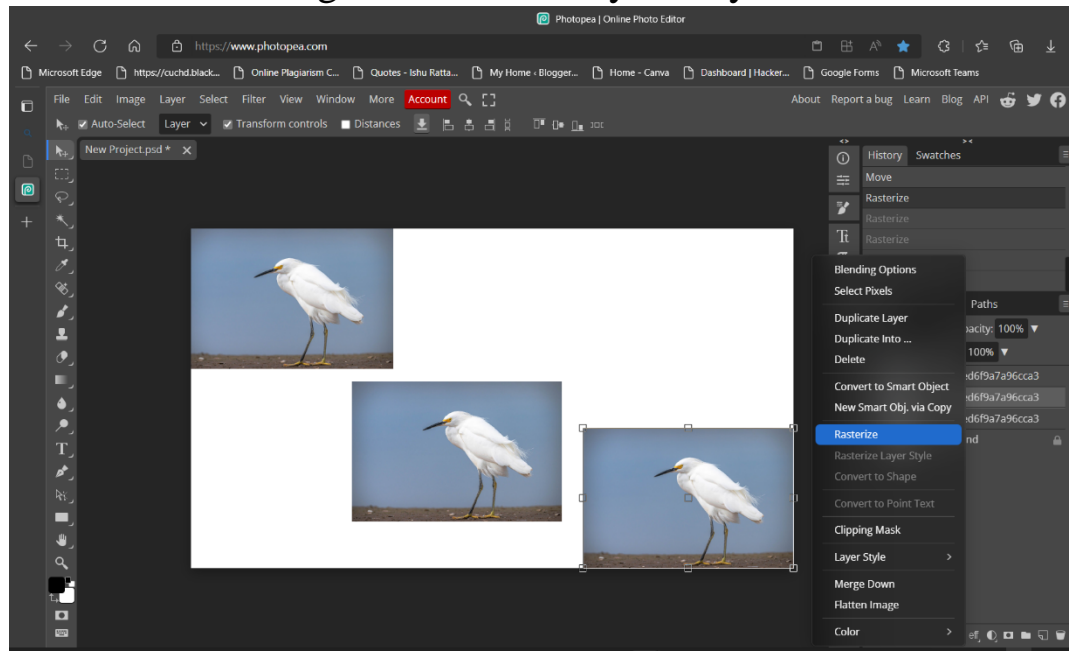 Photopea | Online Photo Editor
https://www.photopea.com
Microsoft Edge https://cuchd.black... Online Plagiarism C... Quotes - Ishu Ratta... My Home ‹ Blogger... Home - Canva Dashboard | Hacker... Google Forms Microsoft Teams
File Edit Image Layer Select Filter View Window More Account About Report a bug Learn Blog API
Auto-Select Layer Transform controls Distances
New Project.psd * X
History Swatches
Move
Rasterize
Rasterize
Rasterize
Blending Options
Select Pixels
Duplicate Layer
Duplicate Into ...
Delete
Convert to Smart Object
New Smart Obj. via Copy
Rasterize
Rasterize Layer Style
Convert to Shape
Convert to Point Text
Clipping Mask
Layer Style >
Merge Down
Flatten Image
Color >
Paths
pacity: 100%
100%
ed6f9a7a96cca3
ed6f9a7a96cca3
ed6f9a7a96cca3
nd
eff